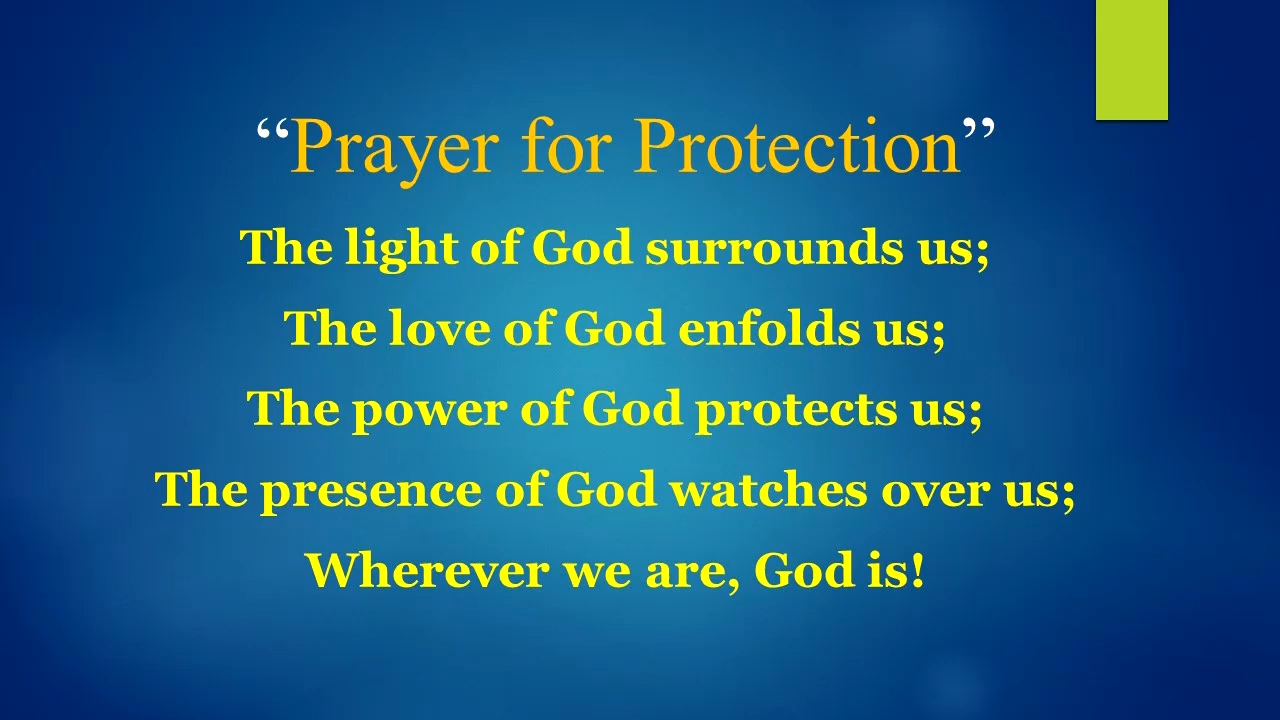 “Prayer for Protection”
The light of God surrounds us;
The love of God enfolds us;
The power of God protects us;
The presence of God watches over us;
Wherever we are, God is!